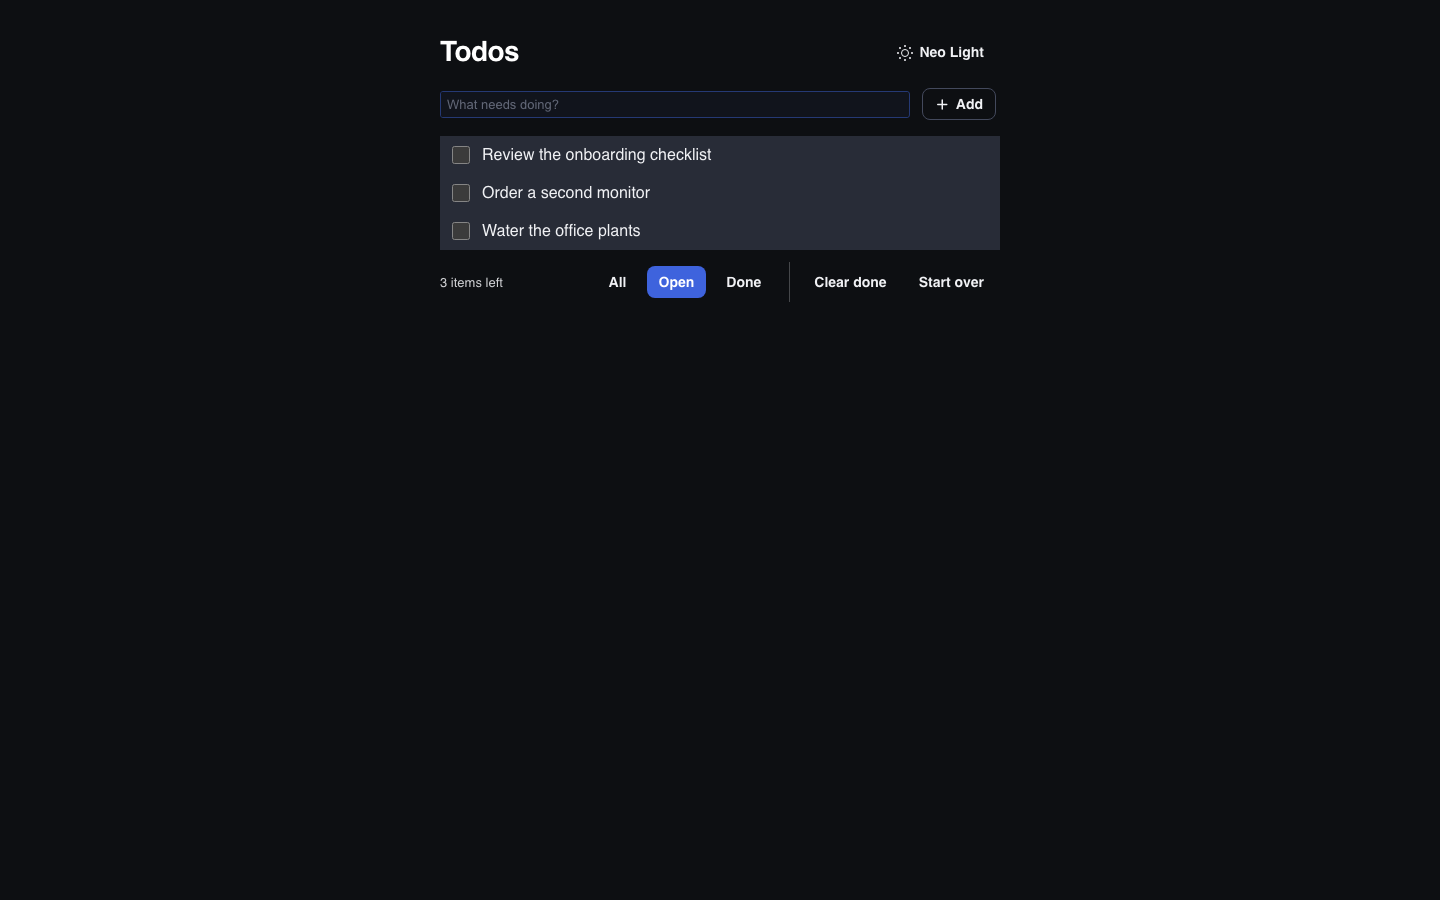 Todos
Neo Light
What needs doing?
Add
Review the onboarding checklist
Order a second monitor
Water the office plants
3 items left
All
Open
Done
Clear done
Start over